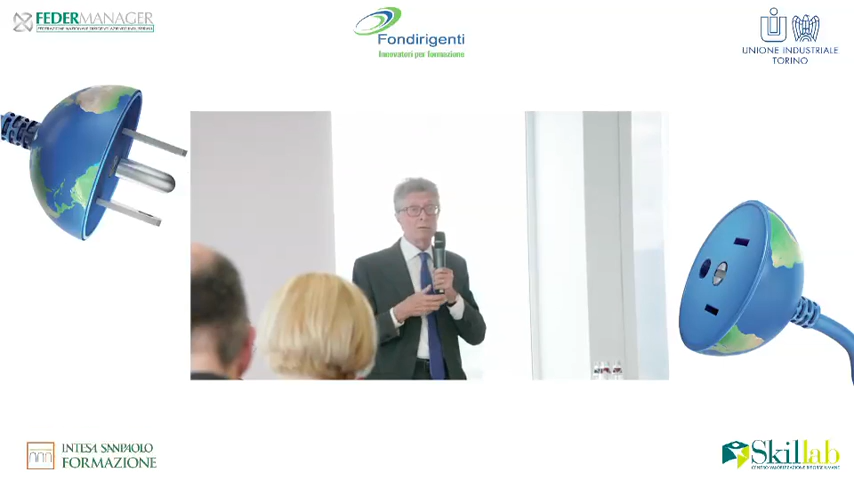 FEDERMANAGER
Fondirigenti
Innovatori per formazione
UNIONE INDUSTRIALE
TORINO
INTESA SANPAOLO
FORMAZIONE
Skillab